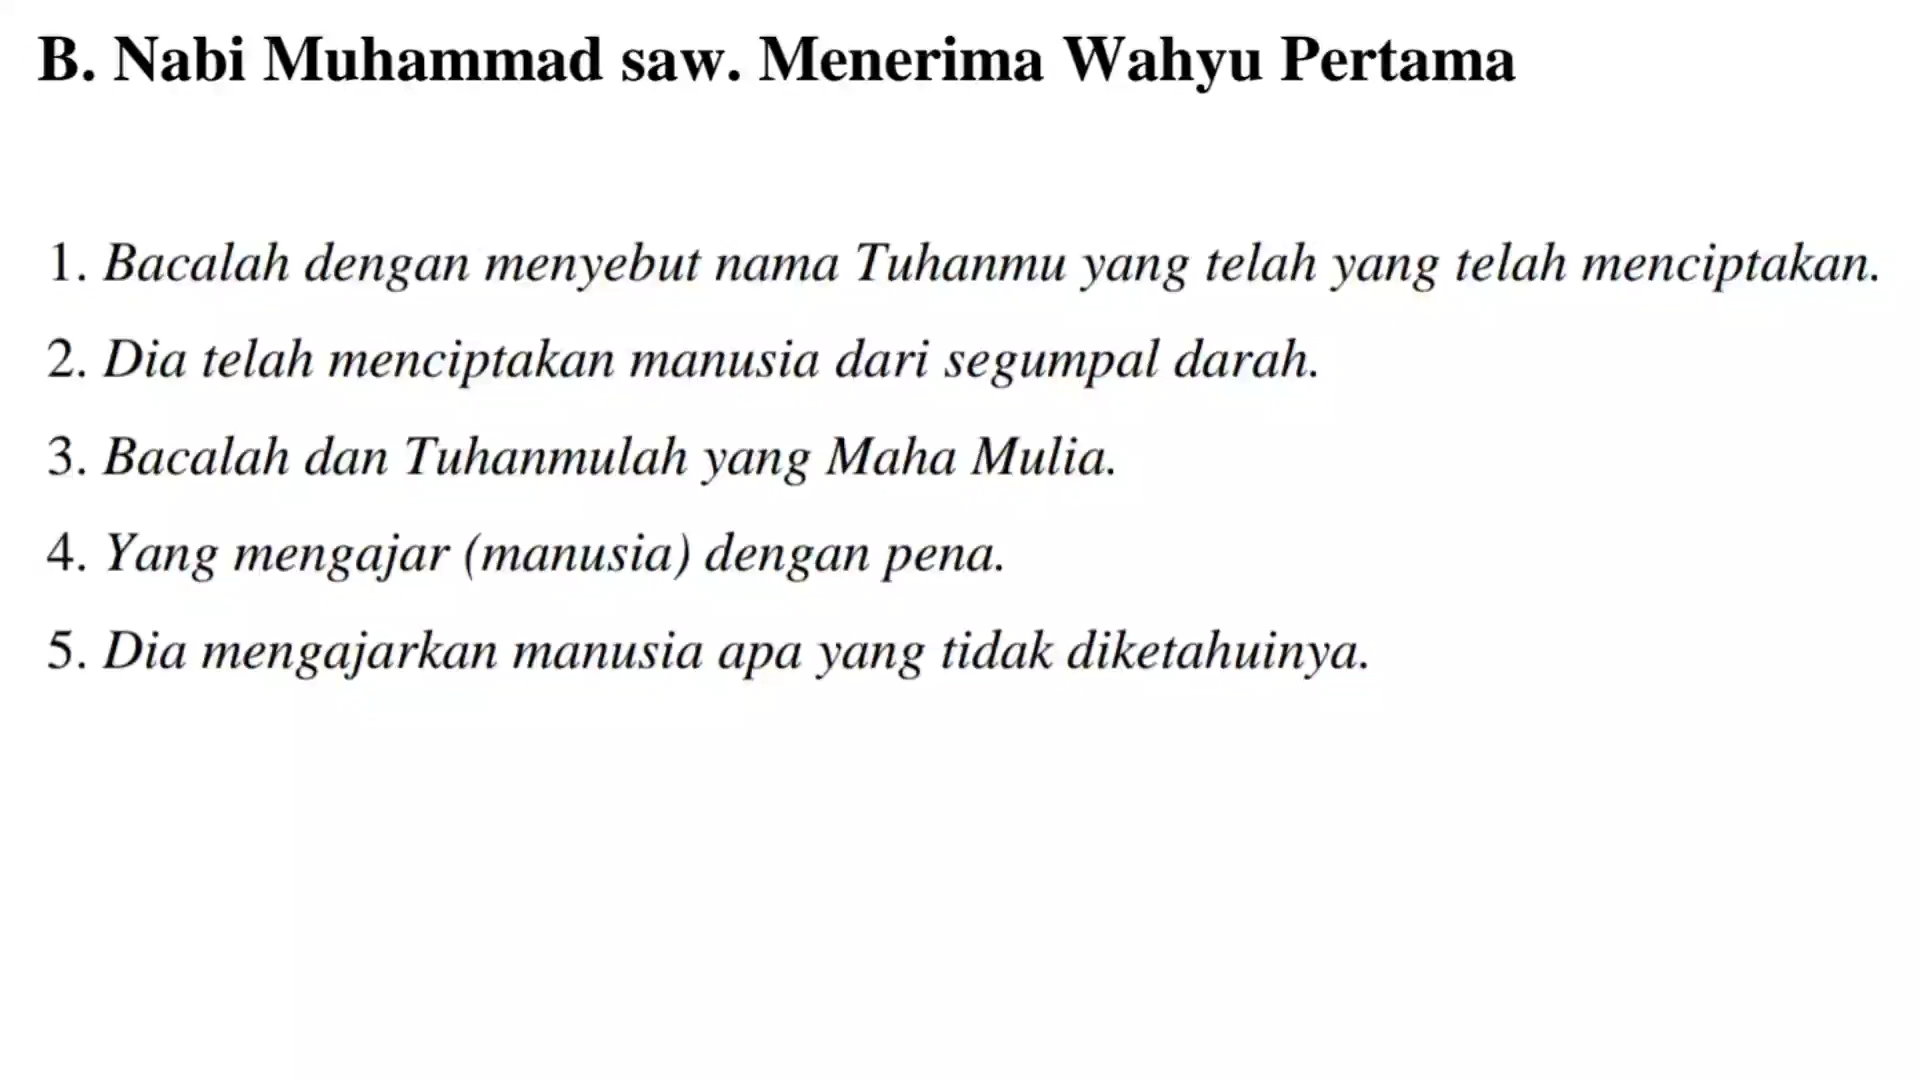 B. Nabi Muhammad saw. Menerima Wahyu Pertama
1. Bacalah dengan menyebut nama Tuhanmu yang telah yang telah menciptakan.
2. Dia telah menciptakan manusia dari segumpal darah.
3. Bacalah dan Tuhanmulah yang Maha Mulia.
4. Yang mengajar (manusia) dengan pena.
5. Dia mengajarkan manusia apa yang tidak diketahuinya.